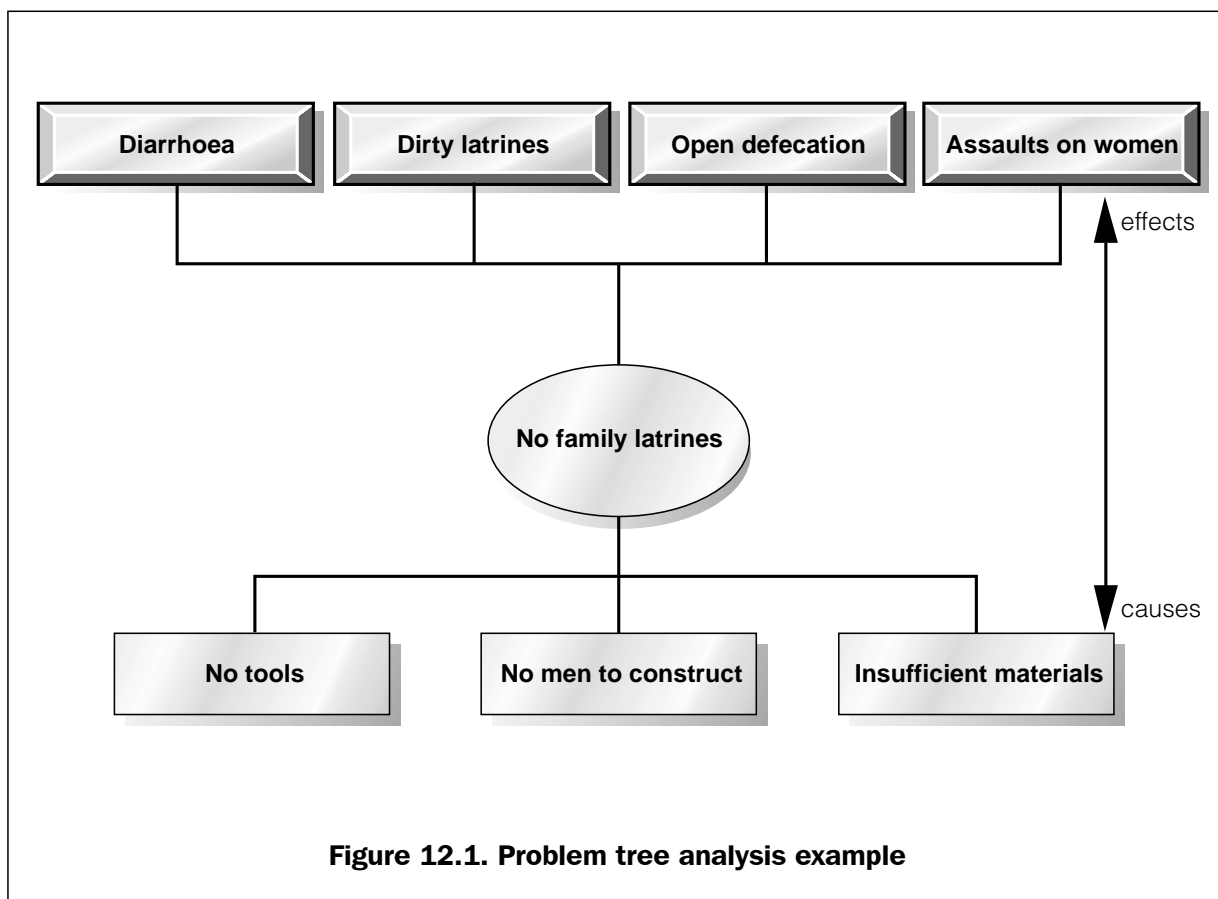 Diarrhoea
Dirty latrines
Open defecation
Assaults on women
effects
No family latrines
causes
No tools
No men to construct
Insufficient materials
Figure 12.1. Problem tree analysis example